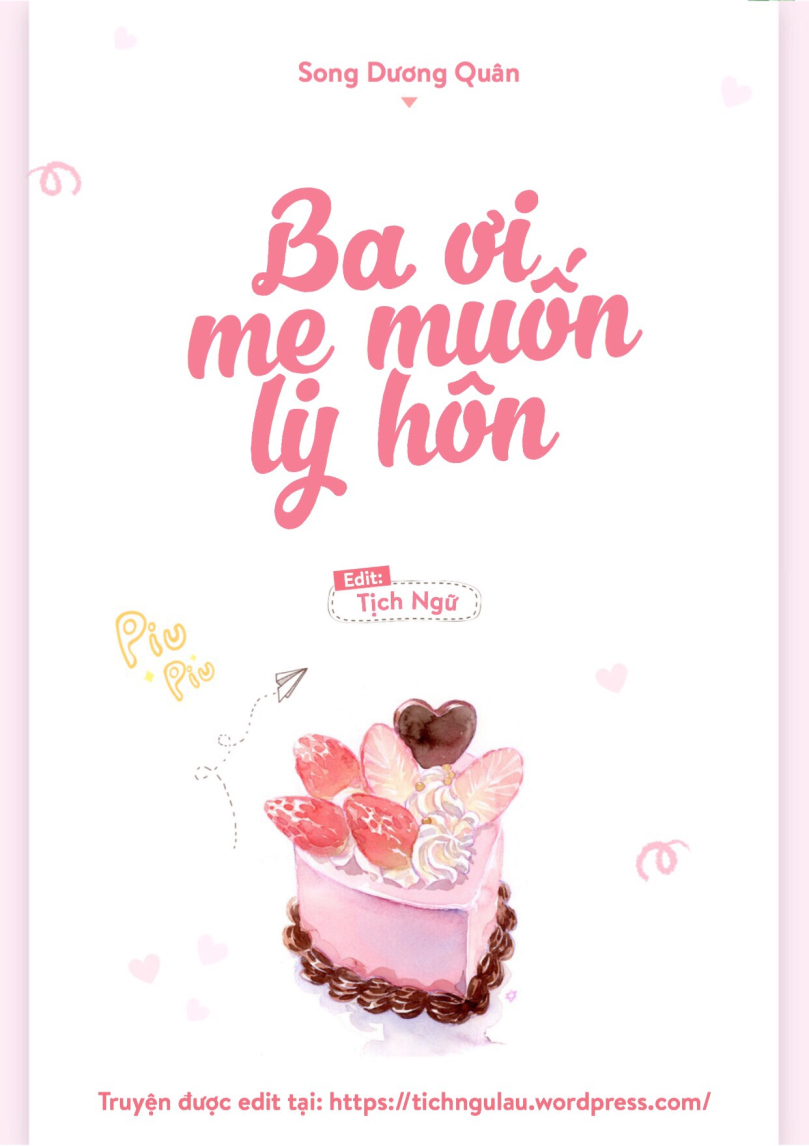 Song Dương Quân
Ba ơi
mẹ muốn
ly hôn
Edit:
Tịch Ngữ
Piu
Piu
Truyện được edit tại: https://tichngulau.wordpress.com/